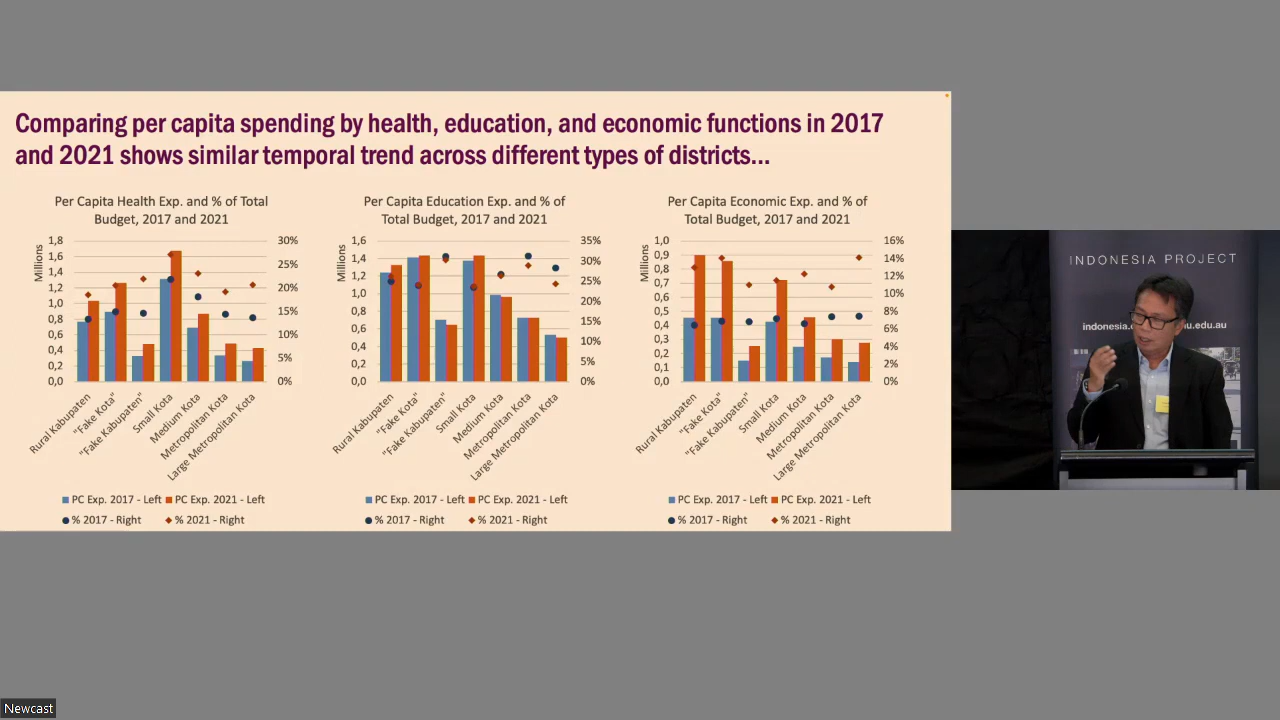 Comparing per capita spending by health, education, and economic functions in 2017
and 2021 shows similar temporal trend across different types of districts...
Per Capita Health Exp. and % of Total
Budget, 2017 and 2021
Millions
1,8
1,6
1,4
1,2
1,0
0,8
0,6
0,4
0,2
0,0
30%
25%
20%
15%
10%
5%
0%
Rural Kabupaten
"Fake Kota"
"Fake Kabupaten"
Small Kota
Medium Kota
Metropolitan Kota
Large Metropolitan Kota
PC Exp. 2017 - Left
PC Exp. 2021 - Left
% 2017 - Right
% 2021 - Right
Per Capita Education Exp. and % of
Total Budget, 2017 and 2021
Millions
1,6
1,4
1,2
1,0
0,8
0,6
0,4
0,2
0,0
35%
30%
25%
20%
15%
10%
5%
0%
Rural Kabupaten
"Fake Kota"
"Fake Kabupaten"
Small Kota
Medium Kota
Metropolitan Kota
Large Metropolitan Kota
PC Exp. 2017 - Left
PC Exp. 2021 - Left
% 2017 - Right
% 2021 - Right
Per Capita Economic Exp. and % of
Total Budget, 2017 and 2021
Millions
1,0
0,9
0,8
0,7
0,6
0,5
0,4
0,3
0,2
0,1
0,0
16%
14%
12%
10%
8%
6%
4%
2%
0%
Rural Kabupaten
"Fake Kota"
"Fake Kabupaten"
Small Kota
Medium Kota
Metropolitan Kota
Large Metropolitan Kota
PC Exp. 2017 - Left
PC Exp. 2021 - Left
% 2017 - Right
% 2021 - Right
INDONESIA PROJECT
indonesia.
u.edu.au
Newcast